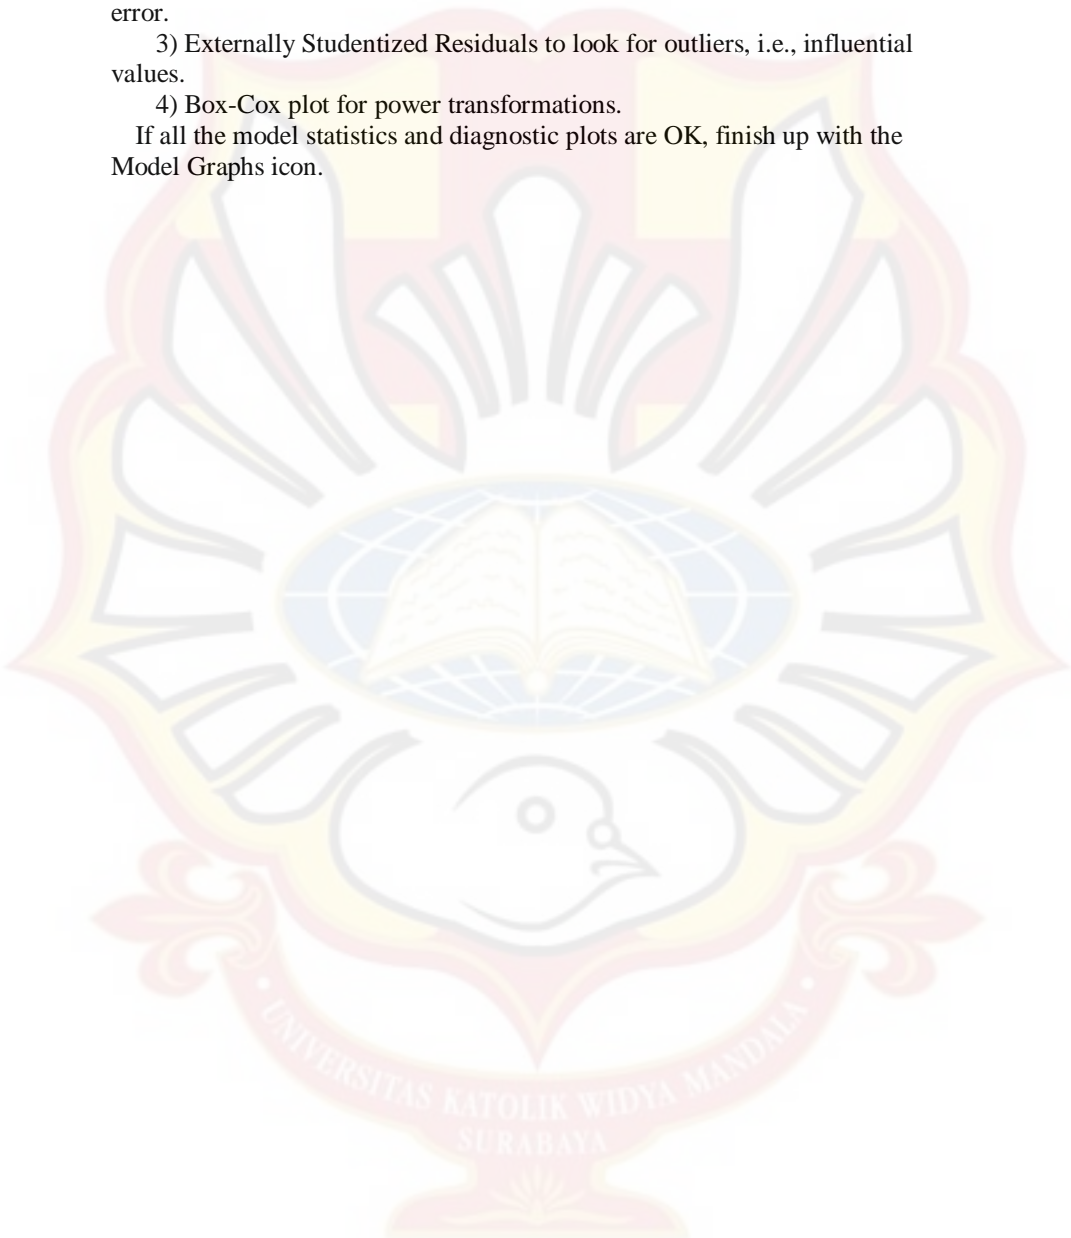 error.
3) Externally Studentized Residuals to look for outliers, i.e., influential
values.
4) Box-Cox plot for power transformations.
If all the model statistics and diagnostic plots are OK, finish up with the
Model Graphs icon.
• UNIVERSITAS KATOLIK WIDYA MANDALA •
SURABAYA